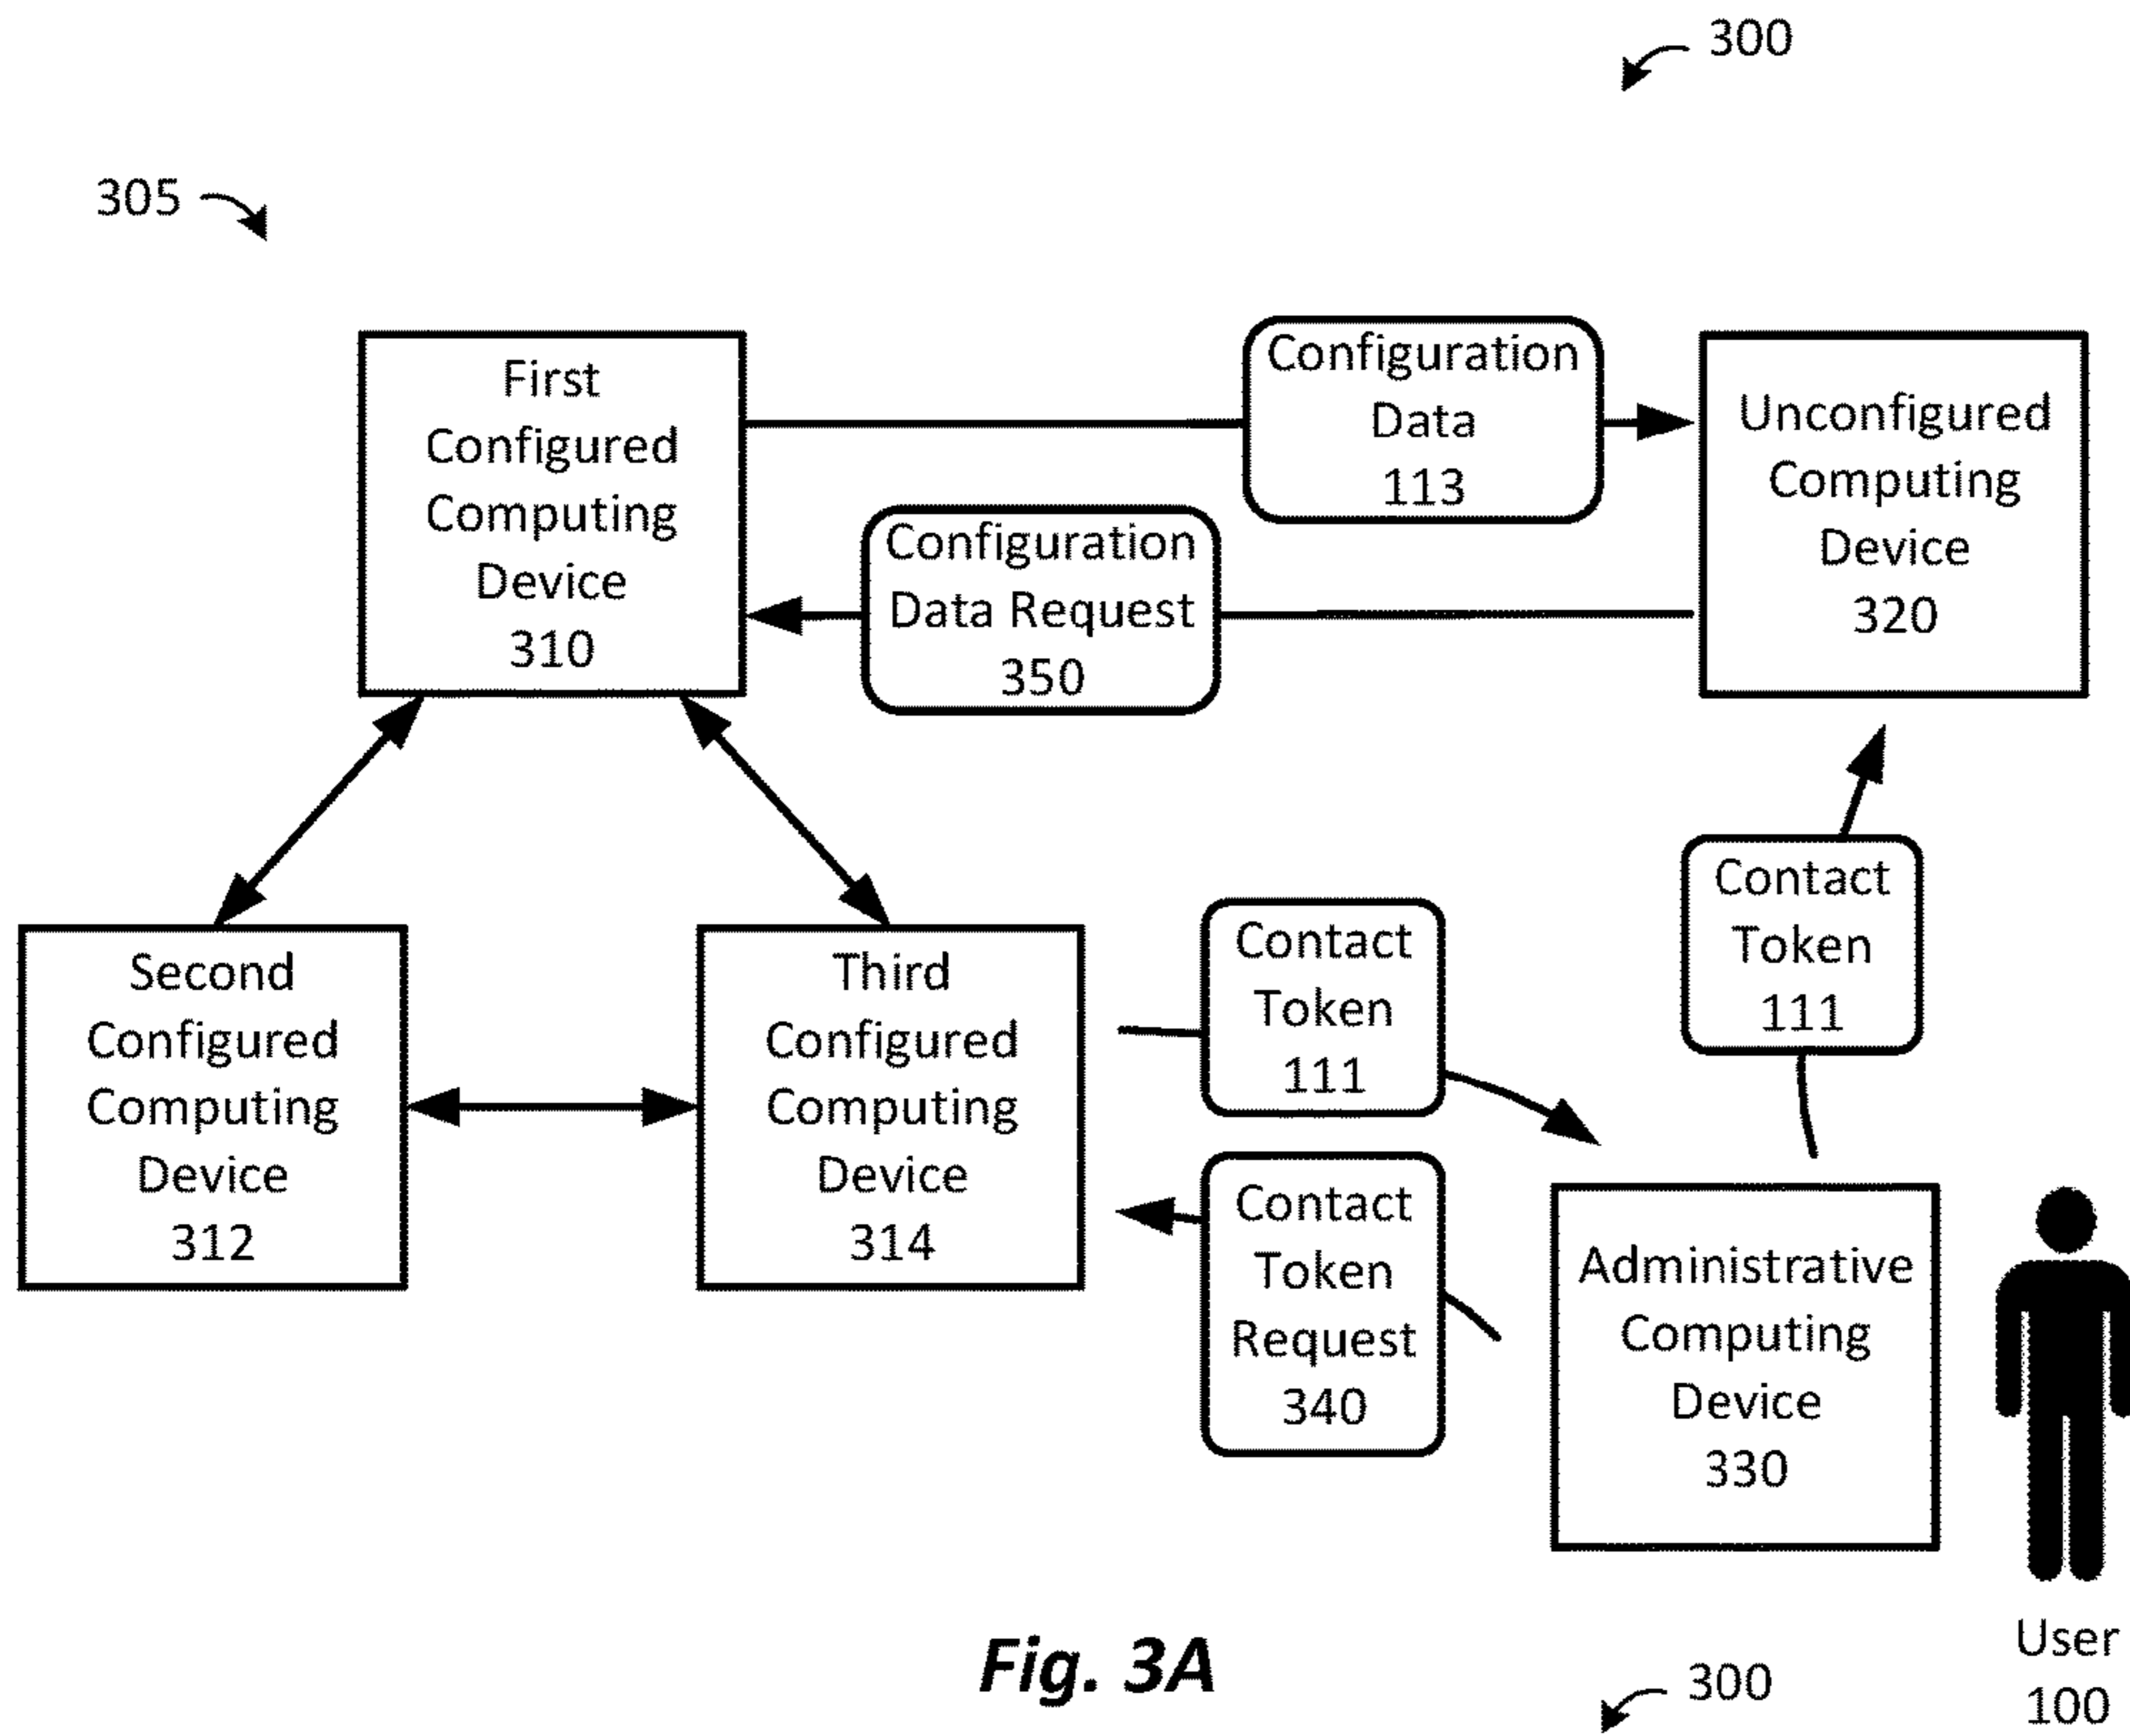 300
305
First
Configured
Computing
Device
310
Configuration
Data
113
Configuration
Data Request
350
Unconfigured
Computing
Device
320
Second
Configured
Computing
Device
312
Third
Configured
Computing
Device
314
Contact
Token
111
Contact
Token
Request
340
Contact
Token
111
Administrative
Computing
Device
330
User
100
Fig. 3A
300